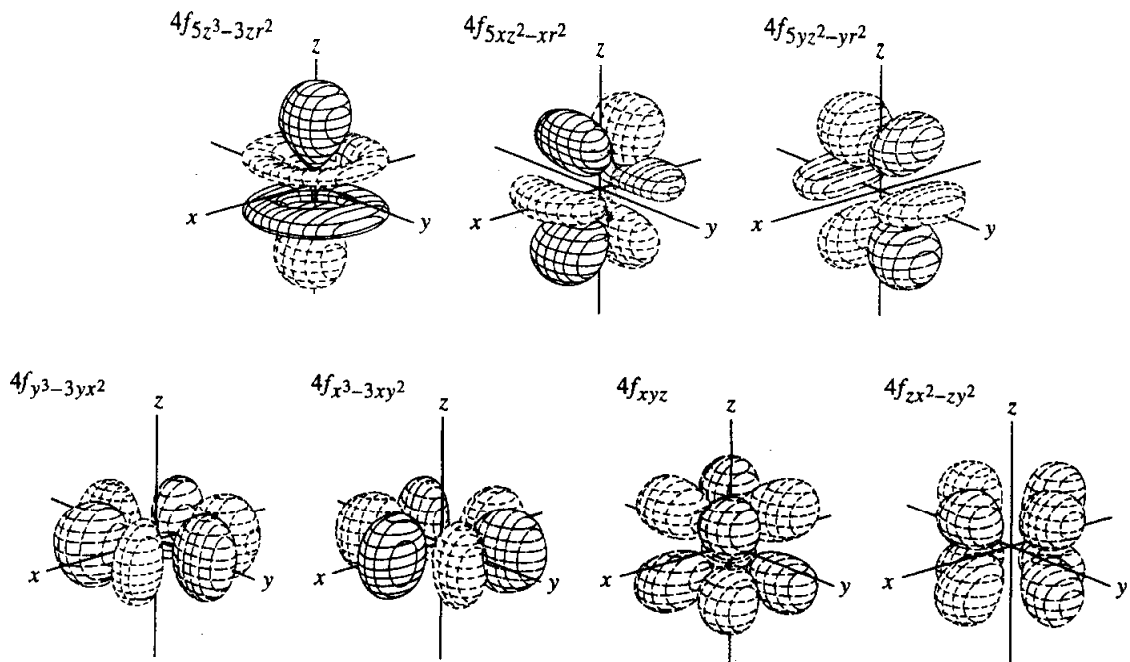 4f5z³−3zr²
4f5xz²−xr²
4f5yz²−yr²
z
z
z
x
y
x
y
x
y
4fy³−3yx²
4fx³−3xy²
4fxyz
4fzx²−zy²
z
z
z
z
x
y
x
y
x
y
x
y